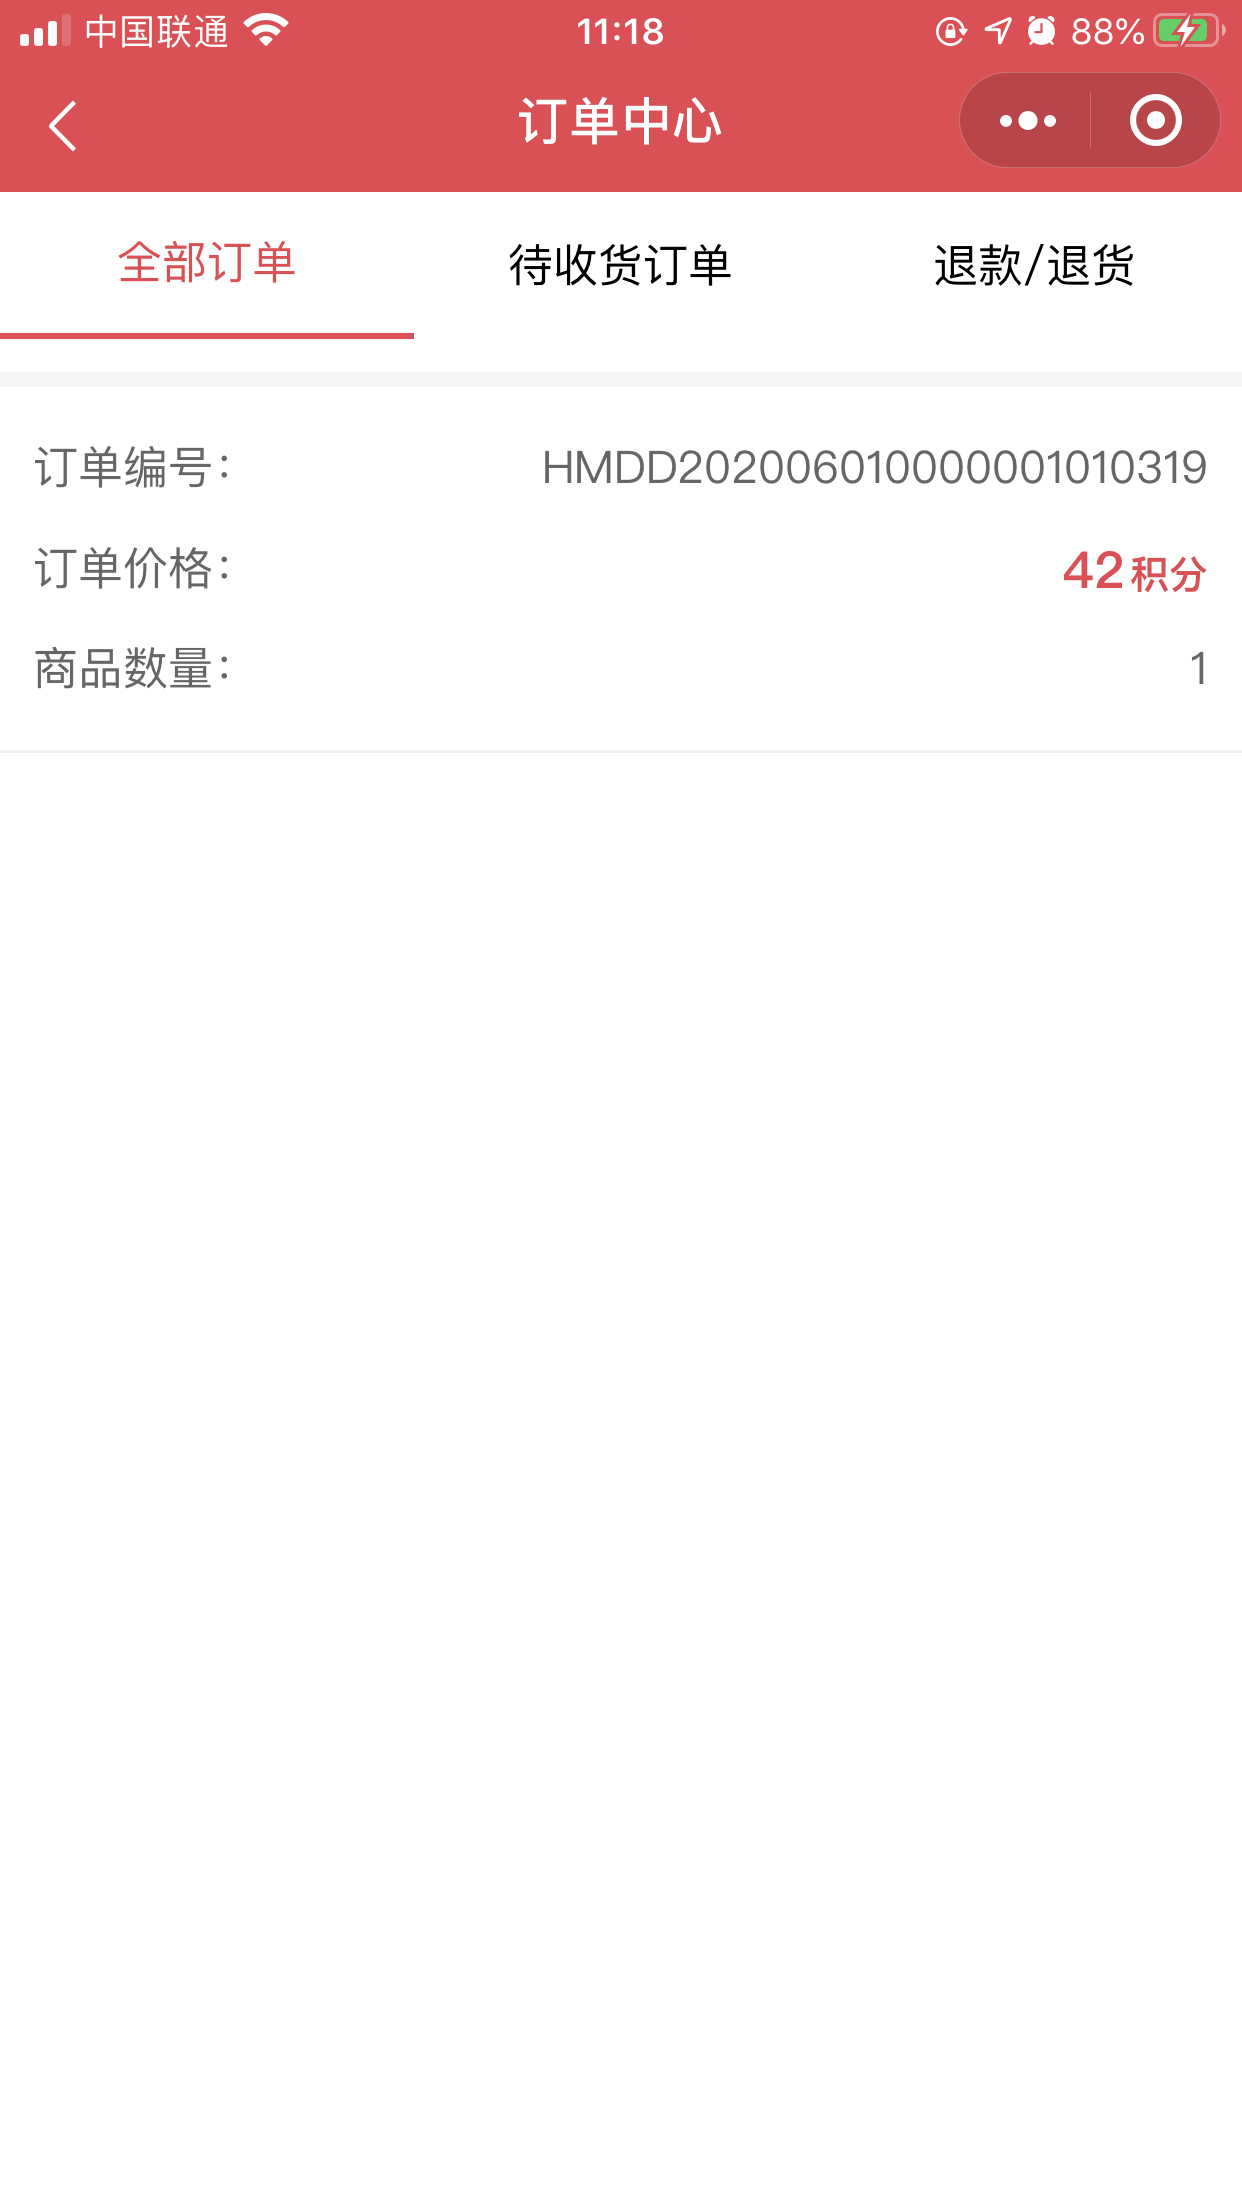 中国联通 11:18 88%
订单中心
全部订单 待收货订单 退款/退货
订单编号: HMDD202006010000001010319
订单价格: 42积分
商品数量: 1